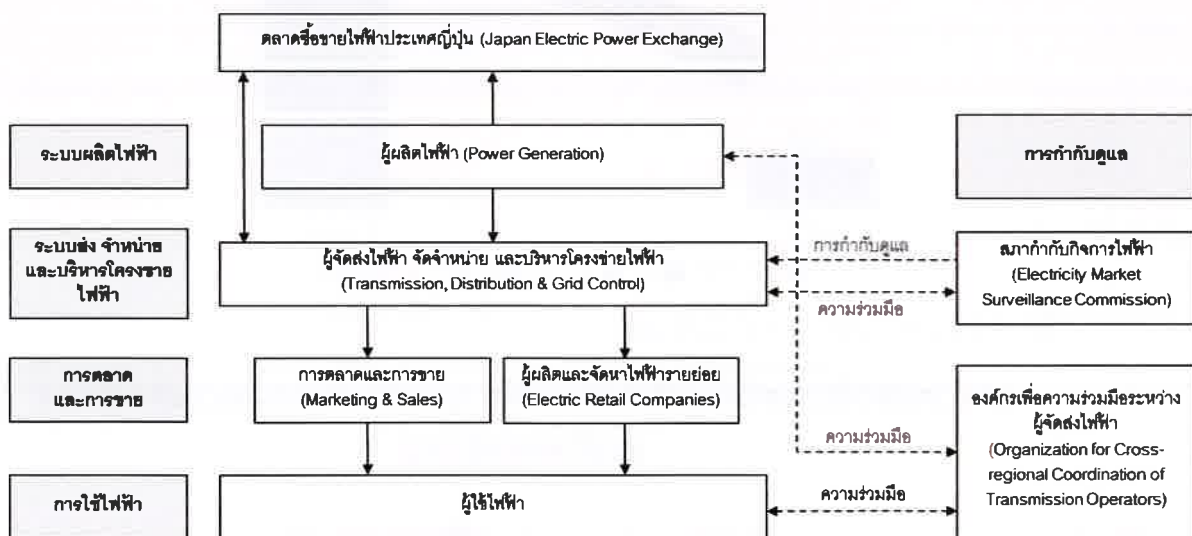 ตลาดซื้อขายไฟฟ้าประเทศญี่ปุ่น (Japan Electric Power Exchange)
ระบบผลิตไฟฟ้า
ผู้ผลิตไฟฟ้า (Power Generation)
การกำกับดูแล
ระบบส่ง จำหน่าย
และบริหารโครงข่าย
ไฟฟ้า
ผู้จัดส่งไฟฟ้า จัดจำหน่าย และบริหารโครงข่ายไฟฟ้า
(Transmission, Distribution & Grid Control)
การกำกับดูแล
ความร่วมมือ
สภากำกับกิจการไฟฟ้า
(Electricity Market
Surveillance Commission)
การตลาด
และการขาย
การตลาดและการขาย
(Marketing & Sales)
ผู้ผลิตและจัดหาไฟฟ้ารายย่อย
(Electric Retail Companies)
ความร่วมมือ
องค์กรเพื่อความร่วมมือระหว่าง
ผู้จัดส่งไฟฟ้า
(Organization for Cross-
regional Coordination of
Transmission Operators)
การใช้ไฟฟ้า
ผู้ใช้ไฟฟ้า
ความร่วมมือ